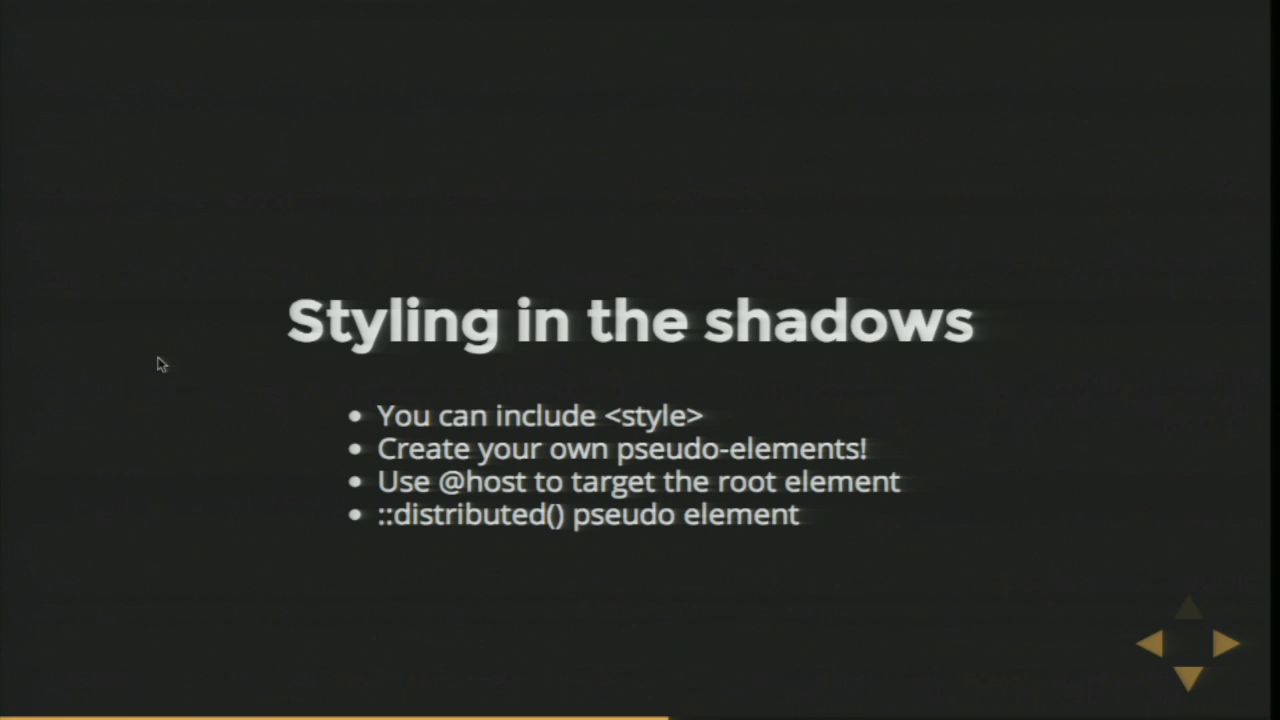 Styling in the shadows
• You can include <style>
• Create your own pseudo-elements!
• Use @host to target the root element
• ::distributed() pseudo element